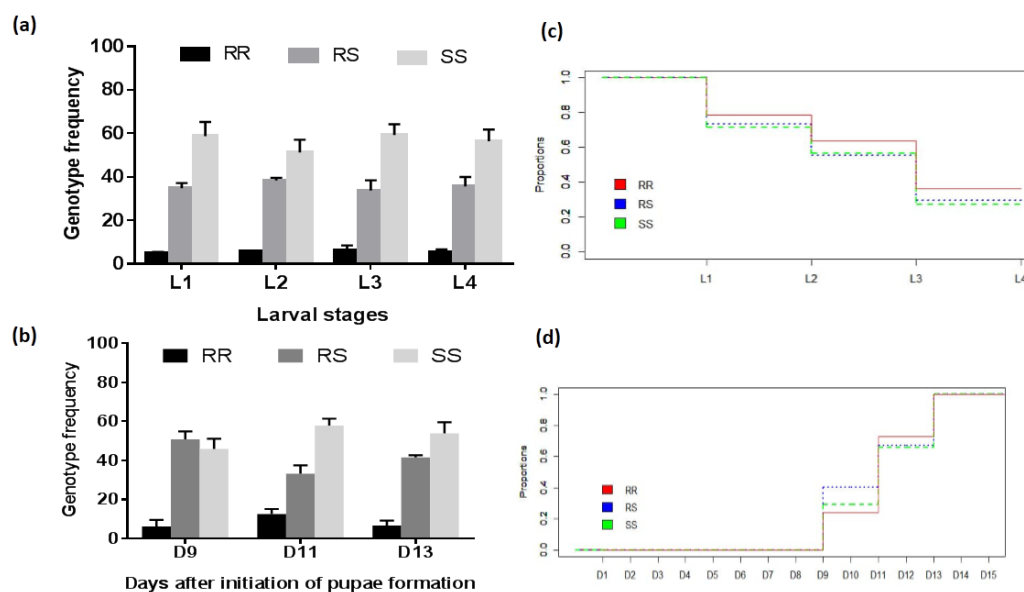 (a)
Genotype frequency
100
80
60
40
20
0
RR RS SS
L1 L2 L3 L4
Larval stages
(b)
Genotype frequency
100
80
60
40
20
0
RR RS SS
D9 D11 D13
Days after initiation of pupae formation
(c)
Proportions
1.0
0.8
0.6
0.4
0.2
0.0
RR
RS
SS
L1 L2 L3 L4
(d)
Proportions
1.0
0.8
0.6
0.4
0.2
0.0
RR
RS
SS
D1 D2 D3 D4 D5 D6 D7 D8 D9 D10 D11 D12 D13 D14 D15